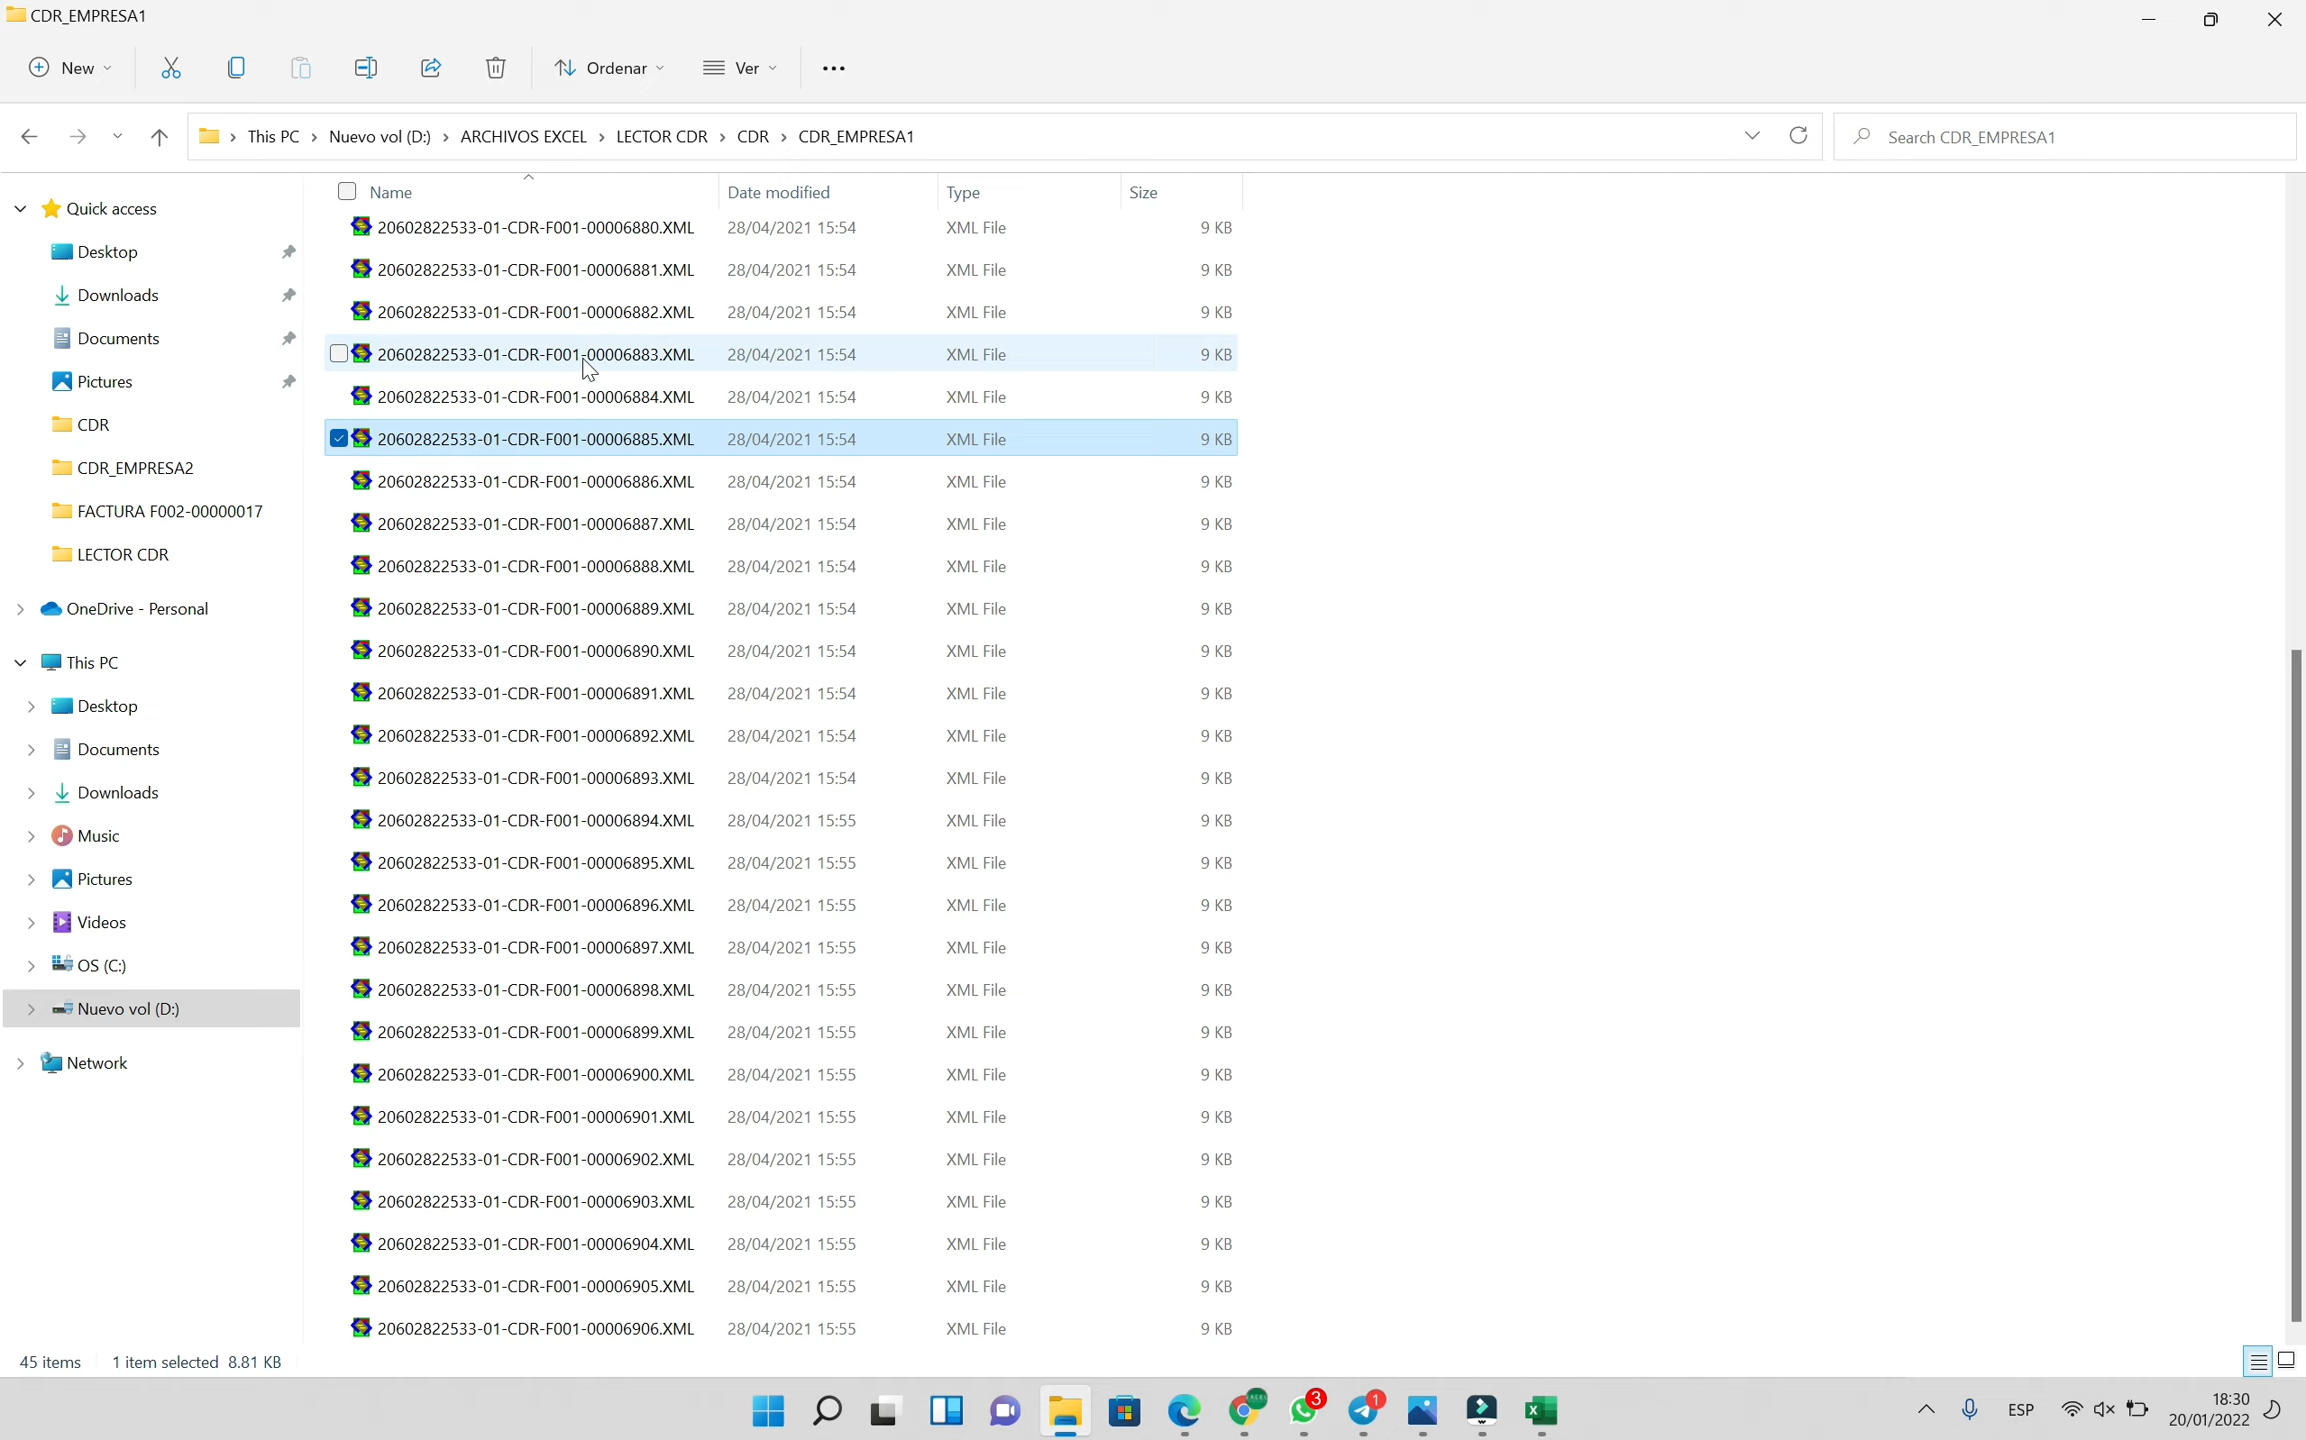 CDR_EMPRESA1
New
Ordenar
Ver
This PC > Nuevo vol (D:) > ARCHIVOS EXCEL > LECTOR CDR > CDR > CDR_EMPRESA1
Search CDR_EMPRESA1
Quick access
Desktop
Downloads
Documents
Pictures
CDR
CDR_EMPRESA2
FACTURA F002-00000017
LECTOR CDR
OneDrive - Personal
This PC
Desktop
Documents
Downloads
Music
Pictures
Videos
OS (C:)
Nuevo vol (D:)
Network
Name Date modified Type Size
20602822533-01-CDR-F001-00006880.XML 28/04/2021 15:54 XML File 9 KB
20602822533-01-CDR-F001-00006881.XML 28/04/2021 15:54 XML File 9 KB
20602822533-01-CDR-F001-00006882.XML 28/04/2021 15:54 XML File 9 KB
20602822533-01-CDR-F001-00006883.XML 28/04/2021 15:54 XML File 9 KB
20602822533-01-CDR-F001-00006884.XML 28/04/2021 15:54 XML File 9 KB
20602822533-01-CDR-F001-00006885.XML 28/04/2021 15:54 XML File 9 KB
20602822533-01-CDR-F001-00006886.XML 28/04/2021 15:54 XML File 9 KB
20602822533-01-CDR-F001-00006887.XML 28/04/2021 15:54 XML File 9 KB
20602822533-01-CDR-F001-00006888.XML 28/04/2021 15:54 XML File 9 KB
20602822533-01-CDR-F001-00006889.XML 28/04/2021 15:54 XML File 9 KB
20602822533-01-CDR-F001-00006890.XML 28/04/2021 15:54 XML File 9 KB
20602822533-01-CDR-F001-00006891.XML 28/04/2021 15:54 XML File 9 KB
20602822533-01-CDR-F001-00006892.XML 28/04/2021 15:54 XML File 9 KB
20602822533-01-CDR-F001-00006893.XML 28/04/2021 15:54 XML File 9 KB
20602822533-01-CDR-F001-00006894.XML 28/04/2021 15:55 XML File 9 KB
20602822533-01-CDR-F001-00006895.XML 28/04/2021 15:55 XML File 9 KB
20602822533-01-CDR-F001-00006896.XML 28/04/2021 15:55 XML File 9 KB
20602822533-01-CDR-F001-00006897.XML 28/04/2021 15:55 XML File 9 KB
20602822533-01-CDR-F001-00006898.XML 28/04/2021 15:55 XML File 9 KB
20602822533-01-CDR-F001-00006899.XML 28/04/2021 15:55 XML File 9 KB
20602822533-01-CDR-F001-00006900.XML 28/04/2021 15:55 XML File 9 KB
20602822533-01-CDR-F001-00006901.XML 28/04/2021 15:55 XML File 9 KB
20602822533-01-CDR-F001-00006902.XML 28/04/2021 15:55 XML File 9 KB
20602822533-01-CDR-F001-00006903.XML 28/04/2021 15:55 XML File 9 KB
20602822533-01-CDR-F001-00006904.XML 28/04/2021 15:55 XML File 9 KB
20602822533-01-CDR-F001-00006905.XML 28/04/2021 15:55 XML File 9 KB
20602822533-01-CDR-F001-00006906.XML 28/04/2021 15:55 XML File 9 KB
45 items 1 item selected 8.81 KB
3
1
ESP
18:30
20/01/2022